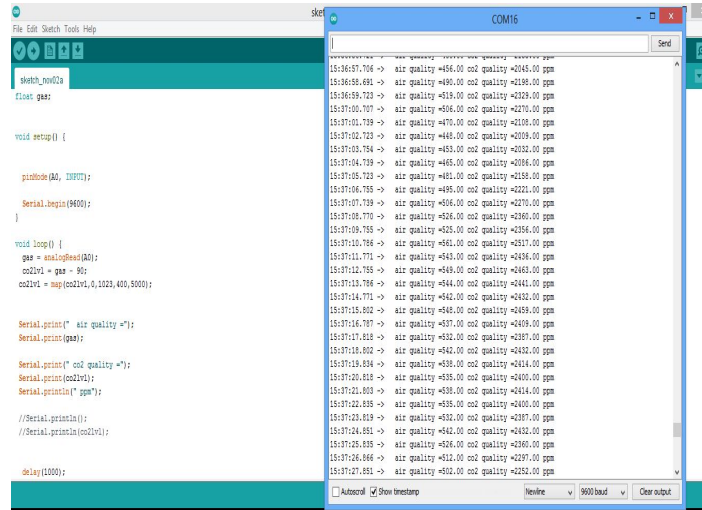 sket
File Edit Sketch Tools Help
sketch_nov02a
float gas;
void setup() {
pinMode(A0, INPUT);
Serial.begin(9600);
}
void loop() {
gas = analogRead(A0);
co2lvl = gas - 90;
co2lvl = map(co2lvl,0,1023,400,5000);
Serial.print("  air quality =");
Serial.print(gas);
Serial.print(" co2 quality =");
Serial.print(co2lvl);
Serial.println(" ppm");
//Serial.println();
//Serial.println(co2lvl);
delay(1000);
COM16
Send
15:36:57.706 ->   air quality =456.00 co2 quality =2045.00 ppm
15:36:58.691 ->   air quality =490.00 co2 quality =2198.00 ppm
15:36:59.723 ->   air quality =519.00 co2 quality =2329.00 ppm
15:37:00.707 ->   air quality =506.00 co2 quality =2270.00 ppm
15:37:01.739 ->   air quality =470.00 co2 quality =2108.00 ppm
15:37:02.723 ->   air quality =448.00 co2 quality =2009.00 ppm
15:37:03.754 ->   air quality =453.00 co2 quality =2032.00 ppm
15:37:04.739 ->   air quality =465.00 co2 quality =2086.00 ppm
15:37:05.723 ->   air quality =481.00 co2 quality =2158.00 ppm
15:37:06.755 ->   air quality =495.00 co2 quality =2221.00 ppm
15:37:07.739 ->   air quality =506.00 co2 quality =2270.00 ppm
15:37:08.770 ->   air quality =526.00 co2 quality =2360.00 ppm
15:37:09.755 ->   air quality =525.00 co2 quality =2356.00 ppm
15:37:10.786 ->   air quality =561.00 co2 quality =2517.00 ppm
15:37:11.771 ->   air quality =543.00 co2 quality =2436.00 ppm
15:37:12.755 ->   air quality =549.00 co2 quality =2463.00 ppm
15:37:13.786 ->   air quality =544.00 co2 quality =2441.00 ppm
15:37:14.771 ->   air quality =542.00 co2 quality =2432.00 ppm
15:37:15.802 ->   air quality =548.00 co2 quality =2459.00 ppm
15:37:16.787 ->   air quality =537.00 co2 quality =2409.00 ppm
15:37:17.818 ->   air quality =532.00 co2 quality =2387.00 ppm
15:37:18.802 ->   air quality =542.00 co2 quality =2432.00 ppm
15:37:19.834 ->   air quality =538.00 co2 quality =2414.00 ppm
15:37:20.818 ->   air quality =535.00 co2 quality =2400.00 ppm
15:37:21.803 ->   air quality =538.00 co2 quality =2414.00 ppm
15:37:22.835 ->   air quality =535.00 co2 quality =2400.00 ppm
15:37:23.819 ->   air quality =532.00 co2 quality =2387.00 ppm
15:37:24.851 ->   air quality =542.00 co2 quality =2432.00 ppm
15:37:25.835 ->   air quality =526.00 co2 quality =2360.00 ppm
15:37:26.866 ->   air quality =512.00 co2 quality =2297.00 ppm
15:37:27.851 ->   air quality =502.00 co2 quality =2252.00 ppm
Autoscroll Show timestamp Newline 9600 baud Clear output